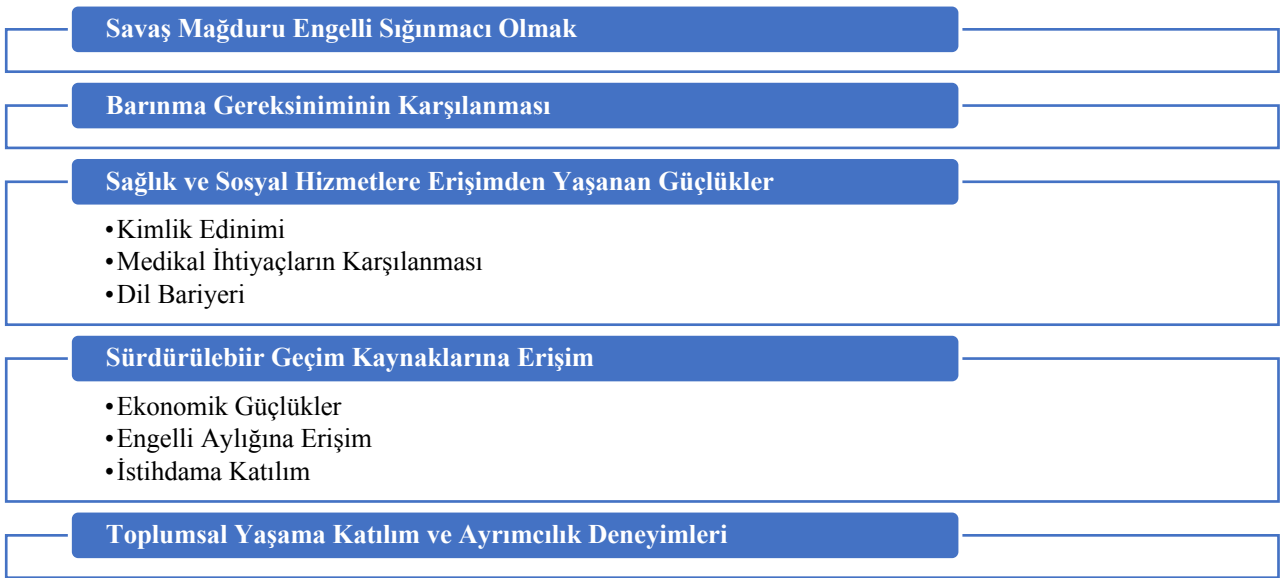 Savaş Mağduru Engelli Sığınmacı Olmak
Barınma Gereksiniminin Karşılanması
Sağlık ve Sosyal Hizmetlere Erişimden Yaşanan Güçlükler
•Kimlik Edinimi
•Medikal İhtiyaçların Karşılanması
•Dil Bariyeri
Sürdürülebiir Geçim Kaynaklarına Erişim
•Ekonomik Güçlükler
•Engelli Aylığına Erişim
•İstihdama Katılım
Toplumsal Yaşama Katılım ve Ayrımcılık Deneyimleri